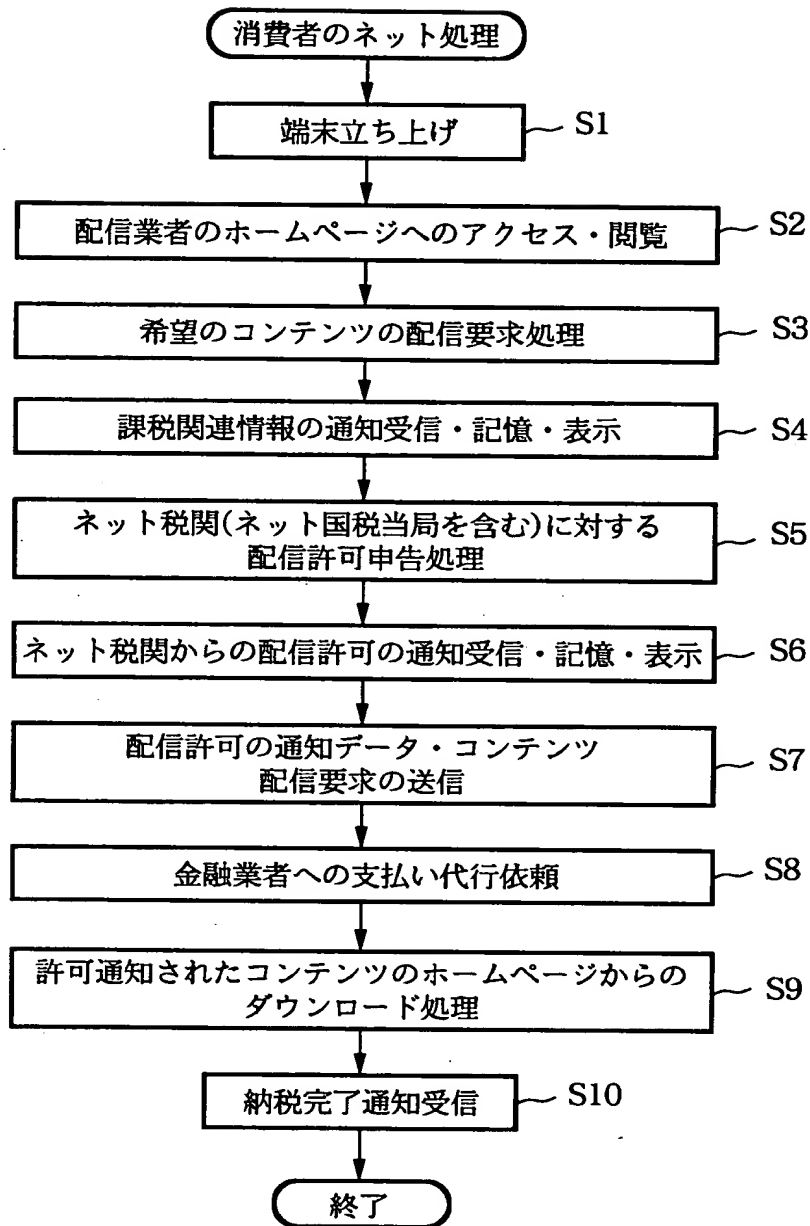 消費者のネット処理
端末立ち上げ
S1
配信業者のホームページへのアクセス・閲覧
S2
希望のコンテンツの配信要求処理
S3
課税関連情報の通知受信・記憶・表示
S4
ネット税関(ネット国税当局を含む)に対する
配信許可申告処理
S5
ネット税関からの配信許可の通知受信・記憶・表示
S6
配信許可の通知データ・コンテンツ
配信要求の送信
S7
金融業者への支払い代行依頼
S8
許可通知されたコンテンツのホームページからの
ダウンロード処理
S9
納税完了通知受信
S10
終了